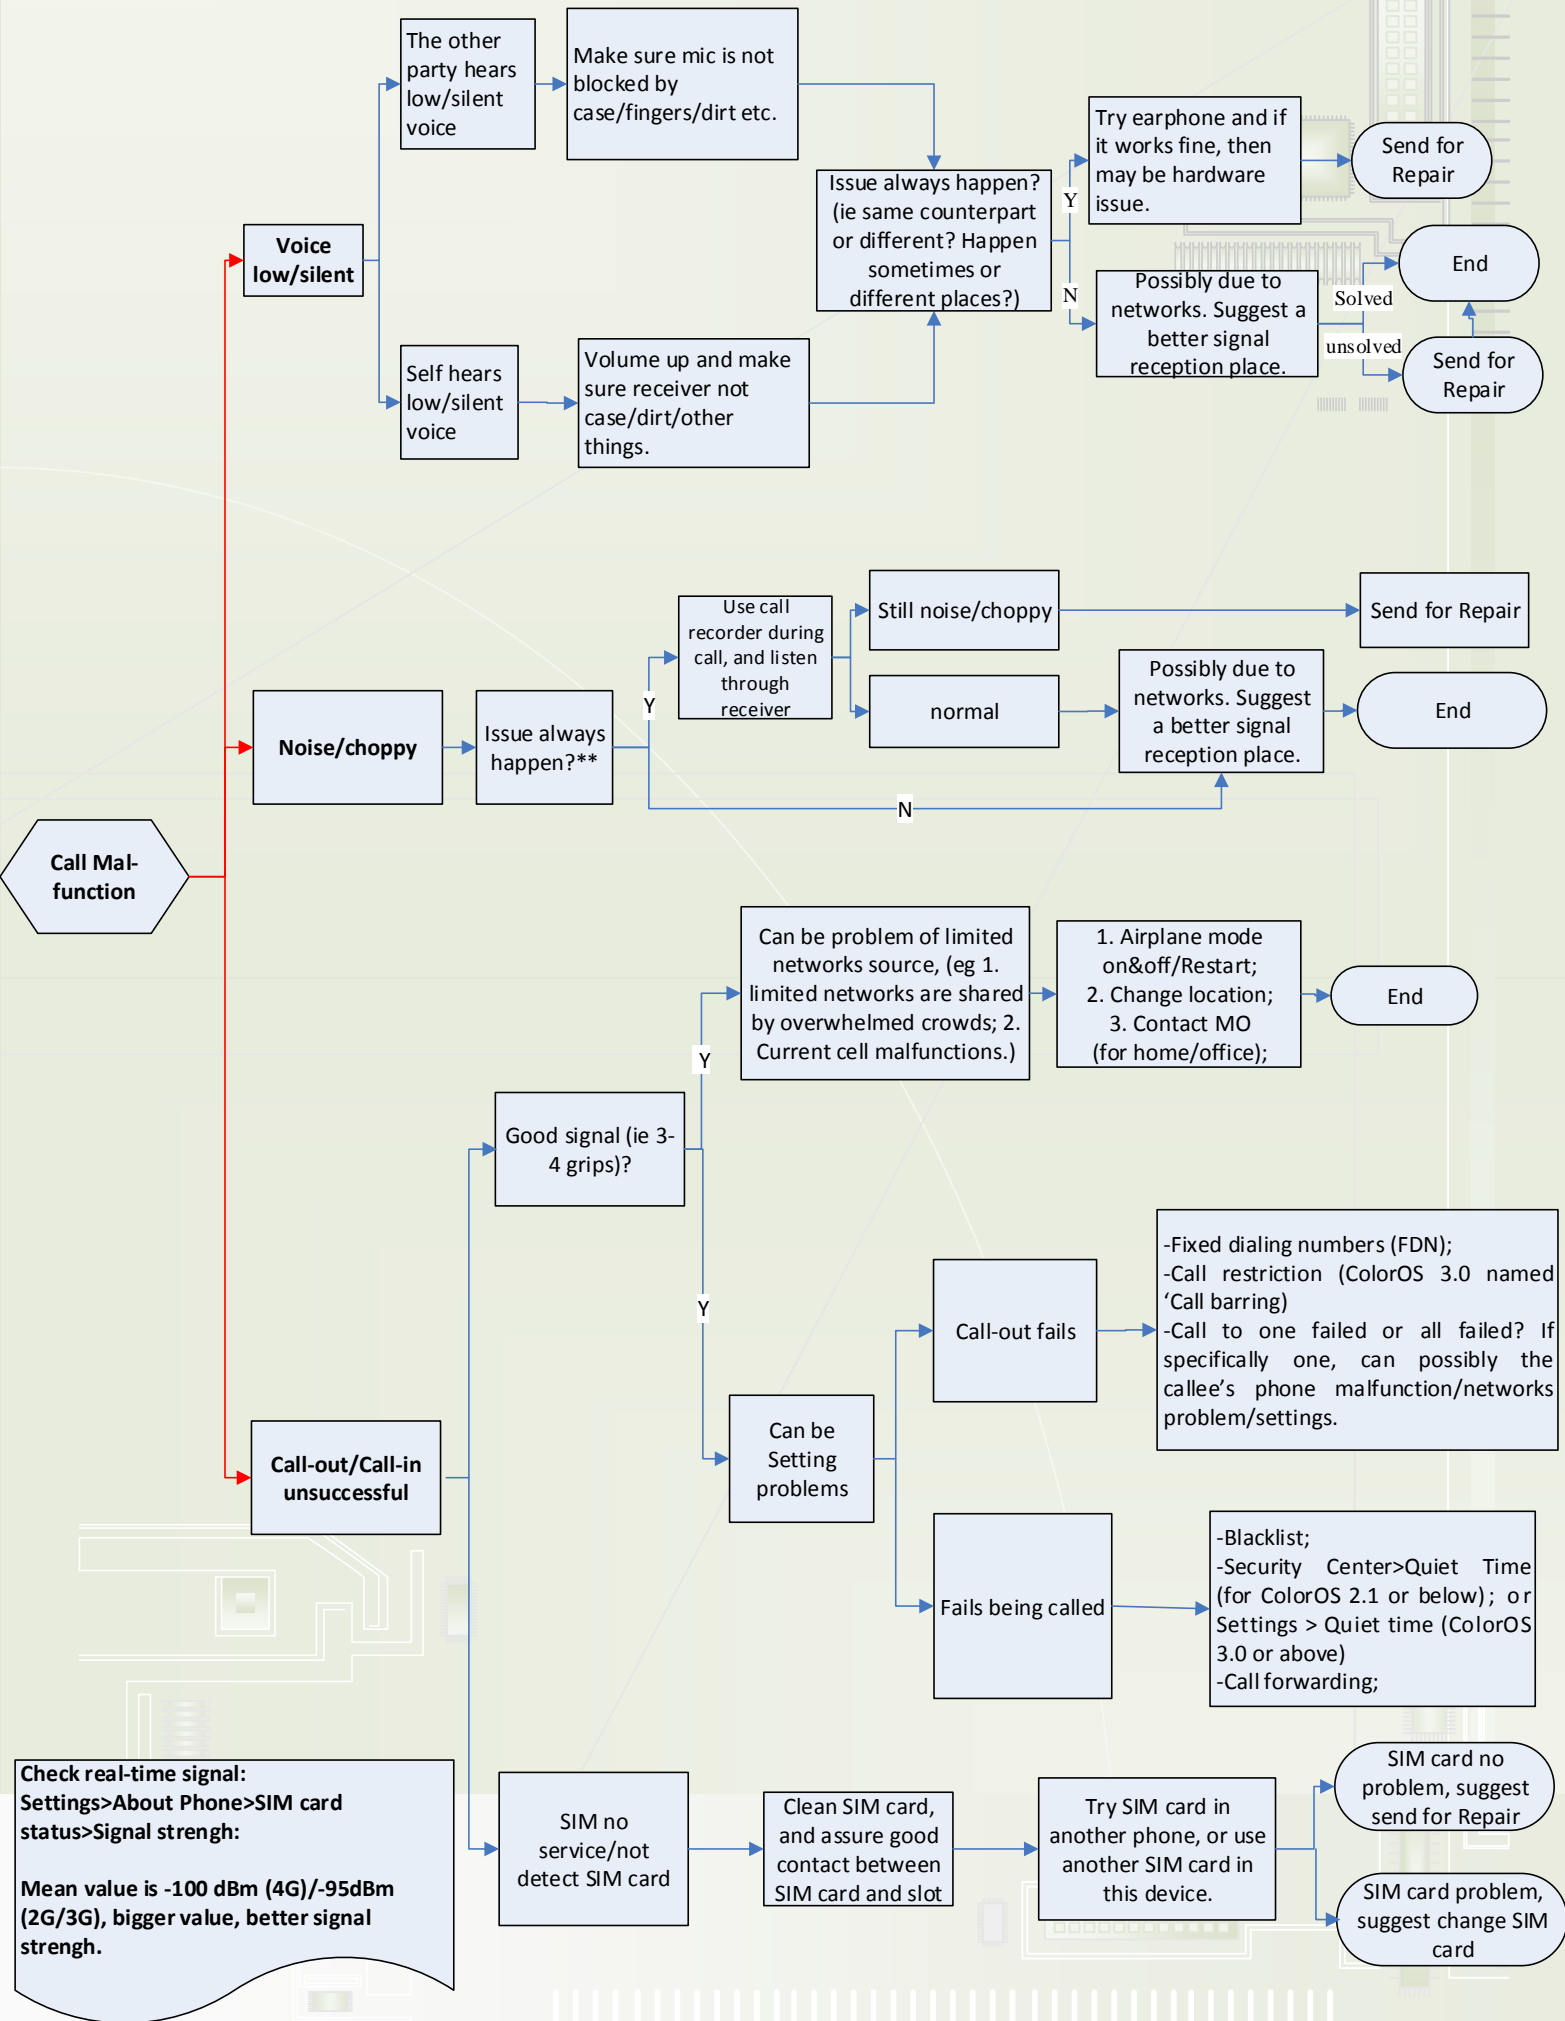 The other
party hears
low/silent
voice
Make sure mic is not
blocked by
case/fingers/dirt etc.
Try earphone and if
it works fine, then
may be hardware
issue.
Send for
Repair
Issue always happen?
(ie same counterpart
or different? Happen
sometimes or
different places?)
Y
N
Voice
low/silent
End
Possibly due to
networks. Suggest a
better signal
reception place.
Solved
unsolved
Send for
Repair
Self hears
low/silent
voice
Volume up and make
sure receiver not
case/dirt/other
things.
Use call
recorder during
call, and listen
through
receiver
Still noise/choppy
Send for Repair
normal
Possibly due to
networks. Suggest
a better signal
reception place.
End
Noise/choppy
Issue always
happen?**
Y
N
Call Mal-
function
Can be problem of limited
networks source, (eg 1.
limited networks are shared
by overwhelmed crowds; 2.
Current cell malfunctions.)
1. Airplane mode
on&off/Restart;
2. Change location;
3. Contact MO
(for home/office);
End
Y
Good signal (ie 3-
4 grips)?
Y
-Fixed dialing numbers (FDN);
-Call restriction (ColorOS 3.0 named
‘Call barring)
-Call to one failed or all failed? If
specifically one, can possibly the
callee’s phone malfunction/networks
problem/settings.
Call-out fails
Can be
Setting
problems
Call-out/Call-in
unsuccessful
Fails being called
-Blacklist;
-Security Center>Quiet Time
(for ColorOS 2.1 or below); or
Settings > Quiet time (ColorOS
3.0 or above)
-Call forwarding;
Check real-time signal:
Settings>About Phone>SIM card
status>Signal strengh:
Mean value is -100 dBm (4G)/-95dBm
(2G/3G), bigger value, better signal
strengh.
SIM no
service/not
detect SIM card
Clean SIM card,
and assure good
contact between
SIM card and slot
Try SIM card in
another phone, or use
another SIM card in
this device.
SIM card no
problem, suggest
send for Repair
SIM card problem,
suggest change SIM
card